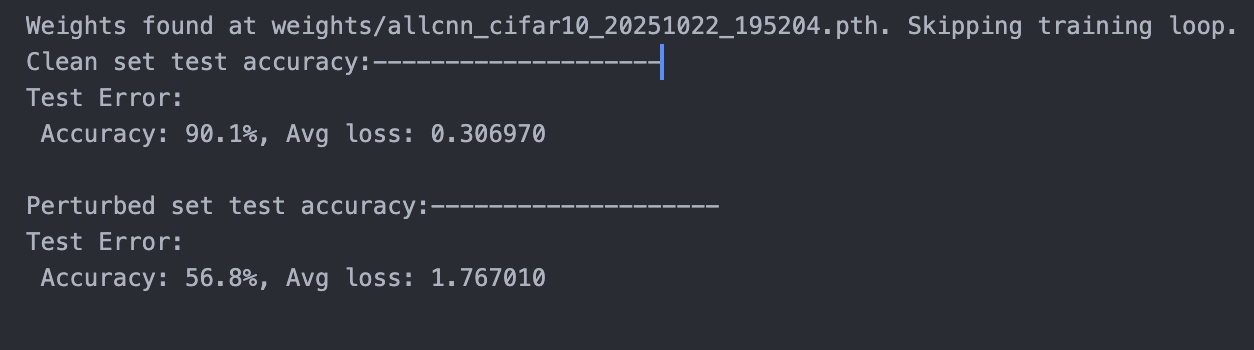 Weights found at weights/allcnn_cifar10_20251022_195204.pth. Skipping training loop.
Clean set test accuracy:--------------------
Test Error:
 Accuracy: 90.1%, Avg loss: 0.306970

Perturbed set test accuracy:--------------------
Test Error:
 Accuracy: 56.8%, Avg loss: 1.767010